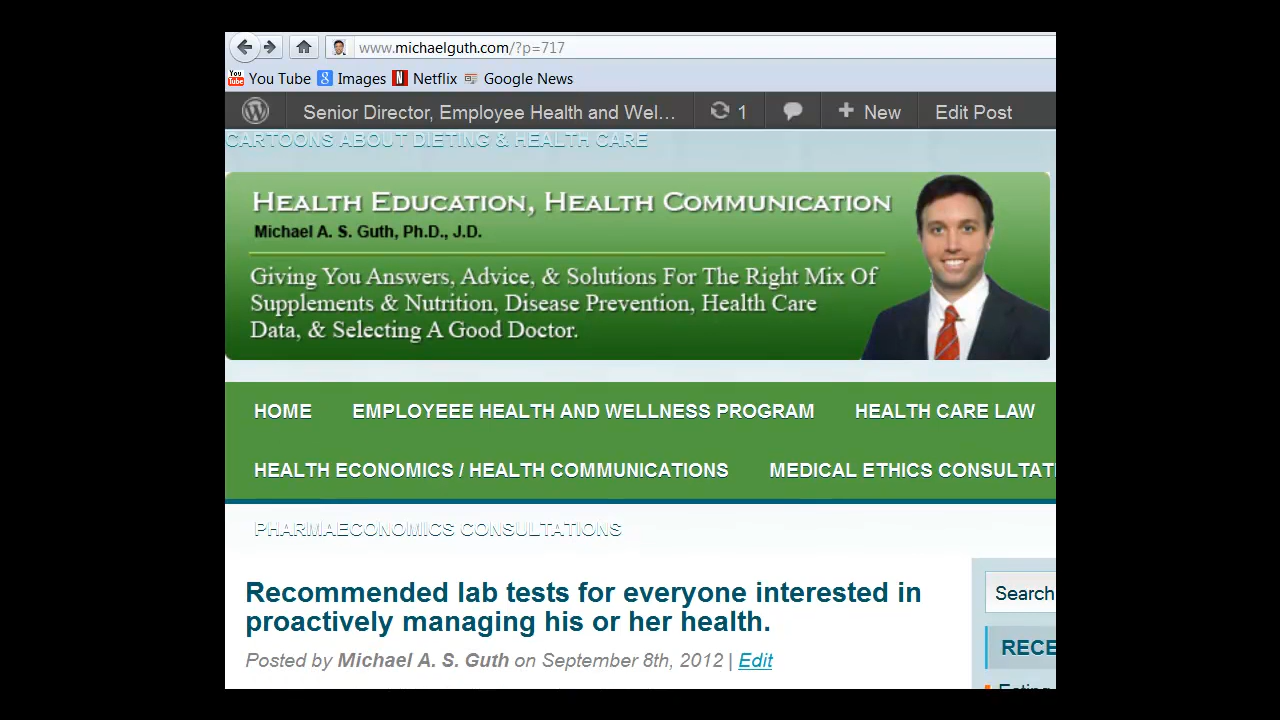 www.michaelguth.com/?p=717
You Tube Images Netflix Google News
Senior Director, Employee Health and Wel... 1 New Edit Post
CARTOONS ABOUT DIETING & HEALTH CARE
Health Education, Health Communication
Michael A. S. Guth, Ph.D., J.D.
Giving You Answers, Advice, & Solutions For The Right Mix Of
Supplements & Nutrition, Disease Prevention, Health Care
Data, & Selecting A Good Doctor.
HOME EMPLOYEEE HEALTH AND WELLNESS PROGRAM HEALTH CARE LAW
HEALTH ECONOMICS / HEALTH COMMUNICATIONS MEDICAL ETHICS CONSULTATI
PHARMAECONOMICS CONSULTATIONS
Recommended lab tests for everyone interested in
proactively managing his or her health.
Search
Posted by Michael A. S. Guth on September 8th, 2012 | Edit
RECE